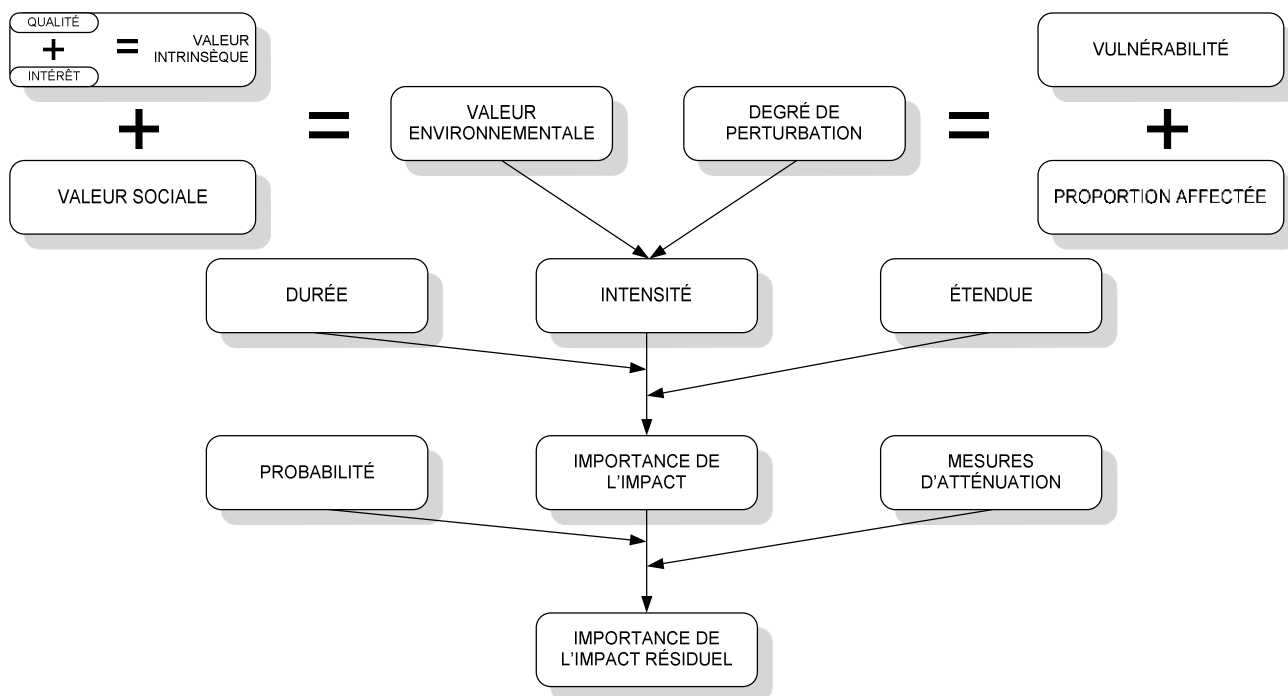 QUALITÉ
+
INTÉRÊT
=
VALEUR
INTRINSÈQUE
+
VALEUR SOCIALE
=
VALEUR
ENVIRONNEMENTALE
DEGRÉ DE
PERTURBATION
=
VULNÉRABILITÉ
+
PROPORTION AFFECTÉE
DURÉE
INTENSITÉ
ÉTENDUE
PROBABILITÉ
IMPORTANCE DE
L'IMPACT
MESURES
D'ATTÉNUATION
IMPORTANCE DE
L'IMPACT RÉSIDUEL